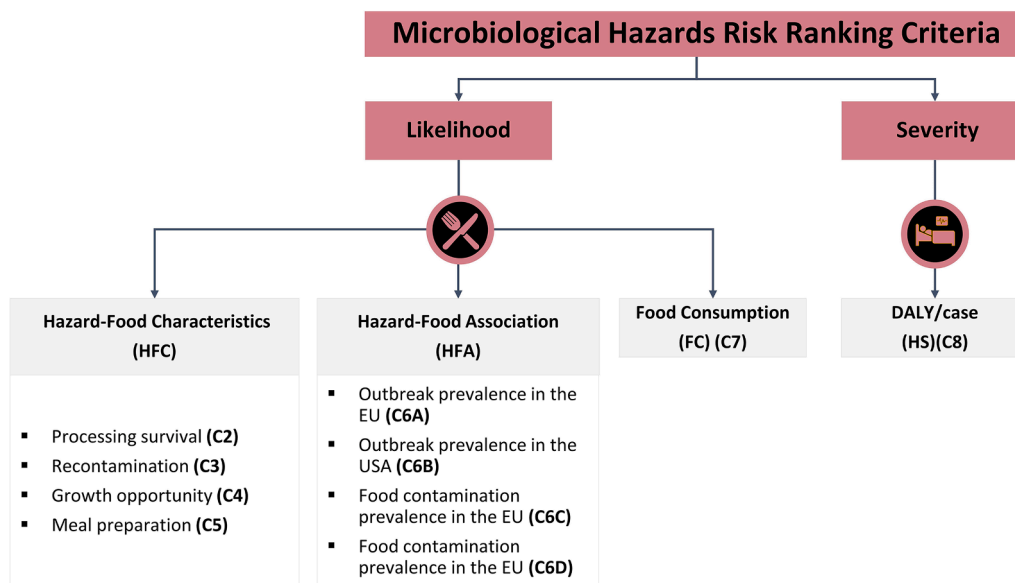 Microbiological Hazards Risk Ranking Criteria
Likelihood
Severity
Hazard-Food Characteristics
(HFC)
▪ Processing survival (C2)
▪ Recontamination (C3)
▪ Growth opportunity (C4)
▪ Meal preparation (C5)
Hazard-Food Association
(HFA)
▪ Outbreak prevalence in the
EU (C6A)
▪ Outbreak prevalence in the
USA (C6B)
▪ Food contamination
prevalence in the EU (C6C)
▪ Food contamination
prevalence in the EU (C6D)
Food Consumption
(FC) (C7)
DALY/case
(HS)(C8)